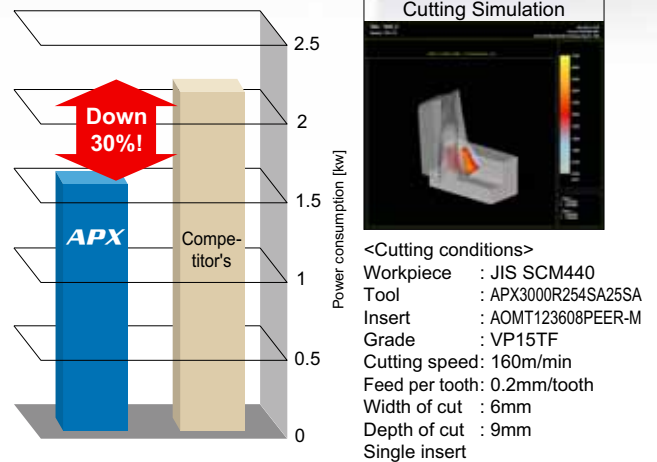 Cutting Simulation
2.5
2
1.5
1
0.5
0
Power consumption [kw]
Down
30%!
APX
Compe-
titor's
<Cutting conditions>
Workpiece : JIS SCM440
Tool : APX3000R254SA25SA
Insert : AOMT123608PEER-M
Grade : VP15TF
Cutting speed: 160m/min
Feed per tooth: 0.2mm/tooth
Width of cut : 6mm
Depth of cut : 9mm
Single insert